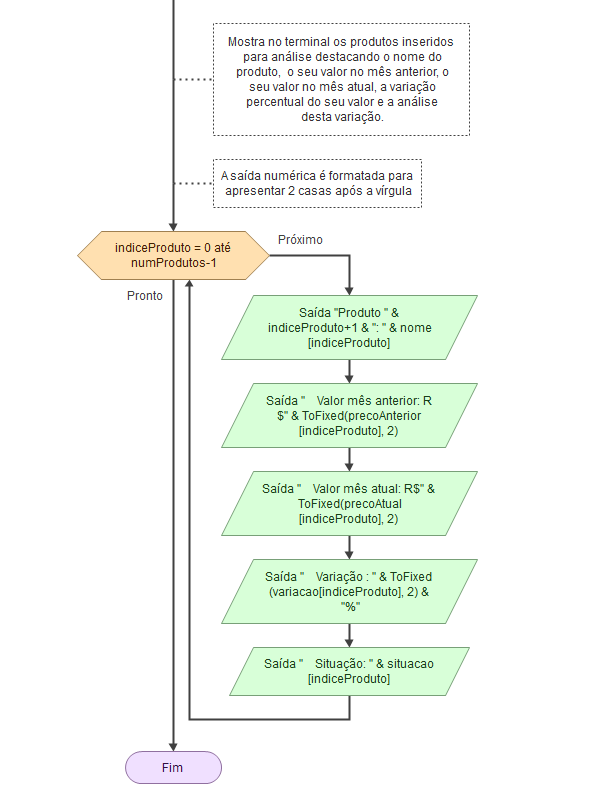 Mostra no terminal os produtos inseridos
para análise destacando o nome do
produto,  o seu valor no mês anterior, o
seu valor no mês atual, a variação
percentual do seu valor e a análise
desta variação.
A saída numérica é formatada para
apresentar 2 casas após a vírgula
indiceProduto = 0 até
numProdutos-1
Próximo
Pronto
Saída "Produto " &
indiceProduto+1 & ": " & nome
[indiceProduto]
Saída "    Valor mês anterior: R
$" & ToFixed(precoAnterior
[indiceProduto], 2)
Saída "    Valor mês atual: R$" &
ToFixed(precoAtual
[indiceProduto], 2)
Saída "    Variação : " & ToFixed
(variacao[indiceProduto], 2) &
"%"
Saída "    Situação: " & situacao
[indiceProduto]
Fim